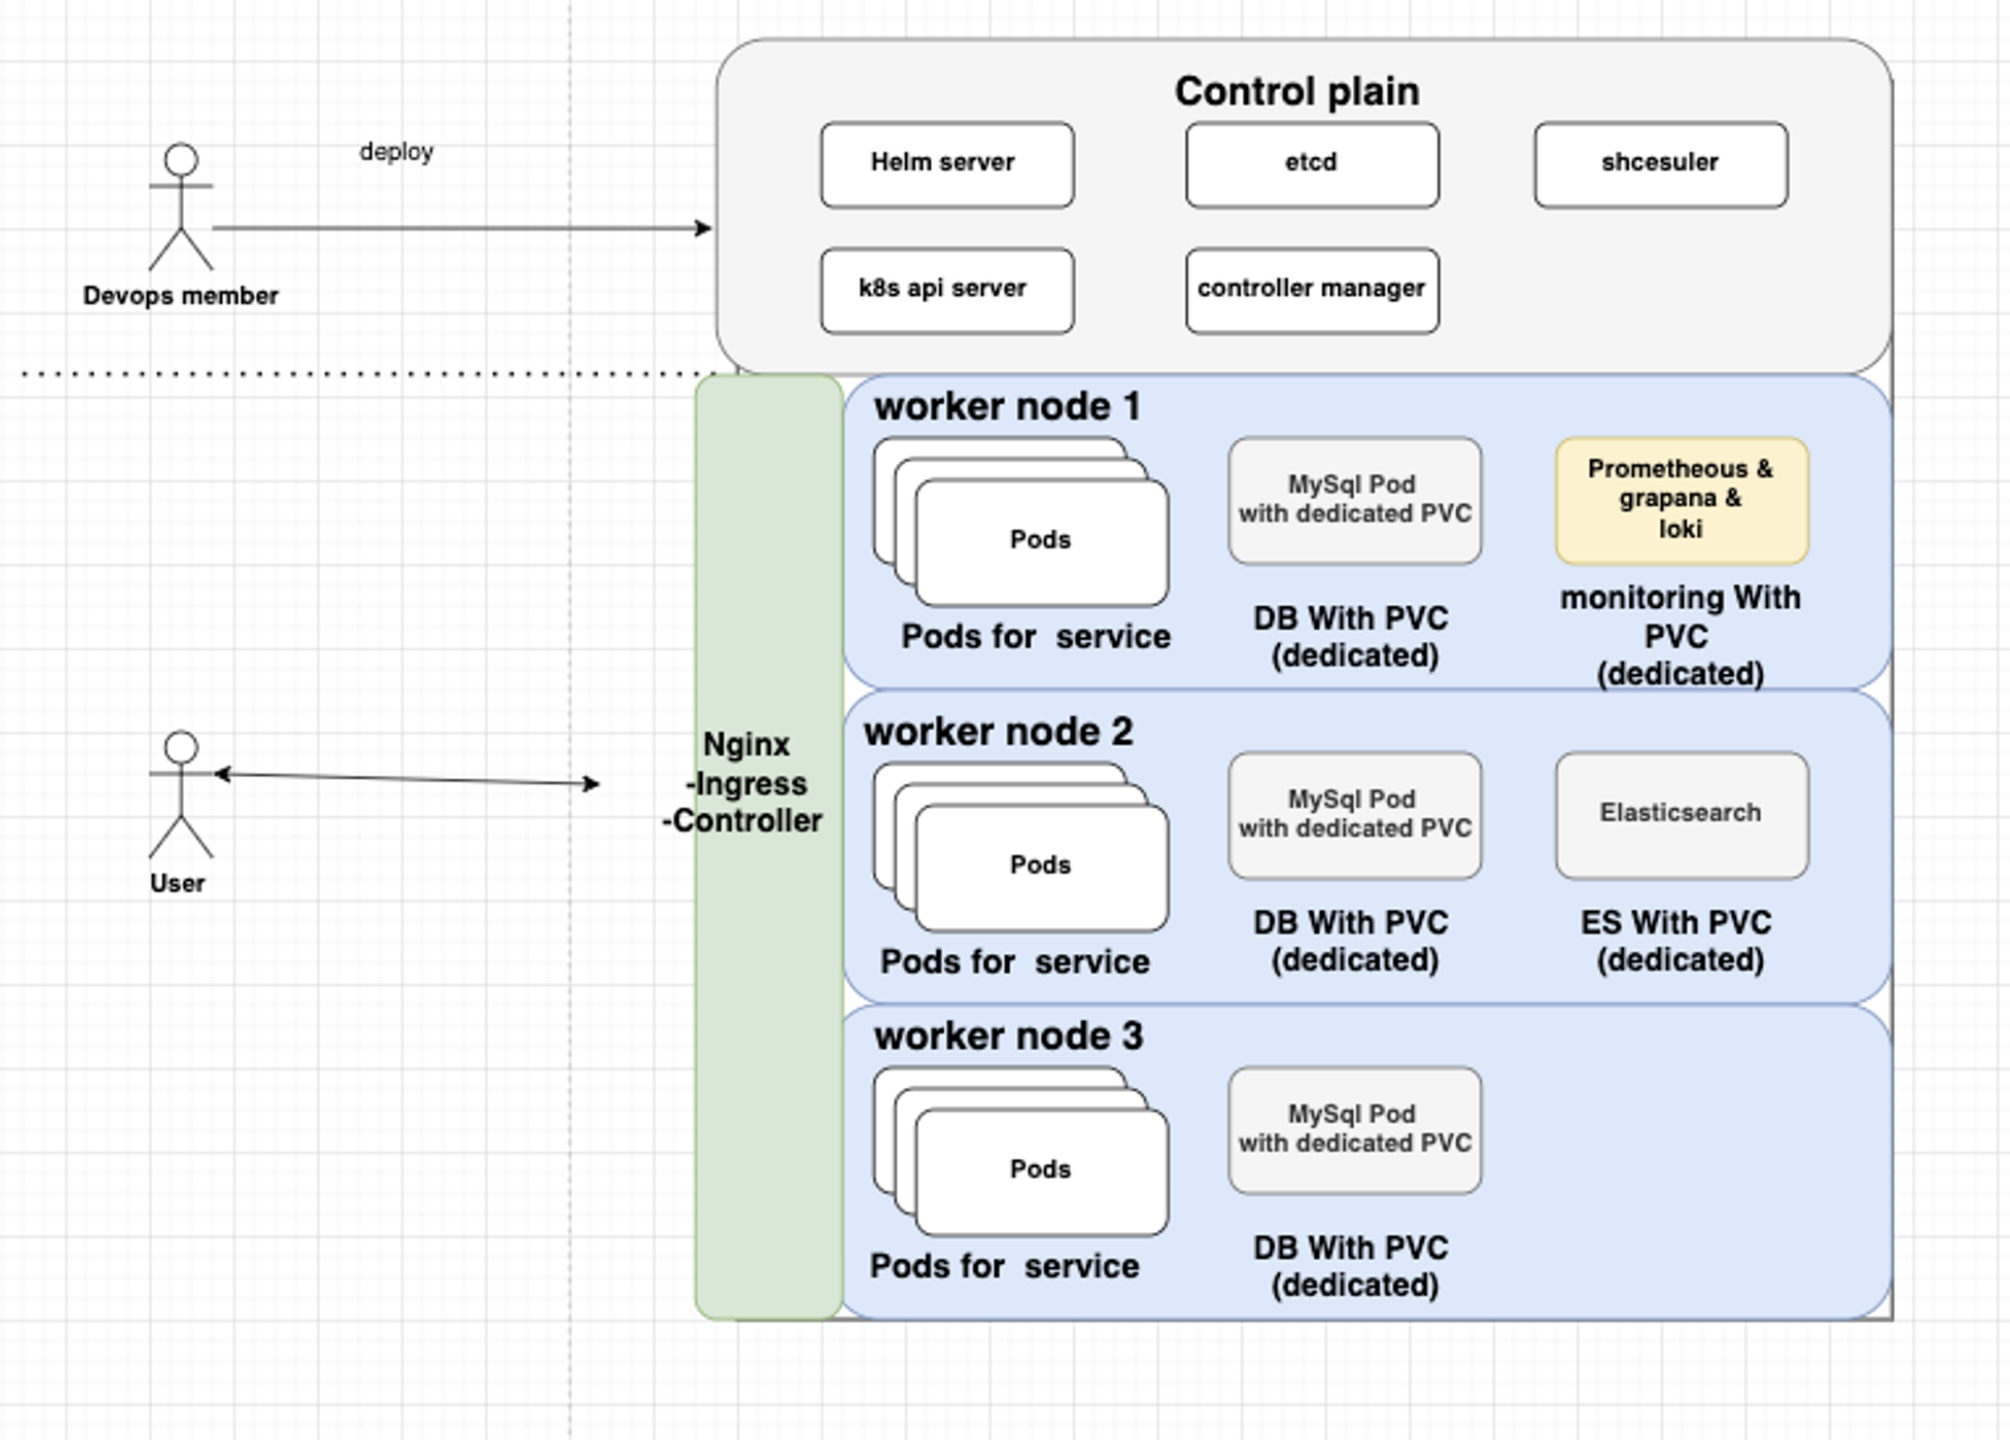 Control plain
Helm server
etcd
shcesuler
deploy
k8s api server
controller manager
Devops member
worker node 1
Pods
MySql Pod
with dedicated PVC
Prometheous &
grapana &
loki
Pods for  service
DB With PVC
(dedicated)
monitoring With
PVC
(dedicated)
Nginx
-Ingress
-Controller
User
worker node 2
Pods
MySql Pod
with dedicated PVC
Elasticsearch
Pods for  service
DB With PVC
(dedicated)
ES With PVC
(dedicated)
worker node 3
Pods
MySql Pod
with dedicated PVC
Pods for  service
DB With PVC
(dedicated)